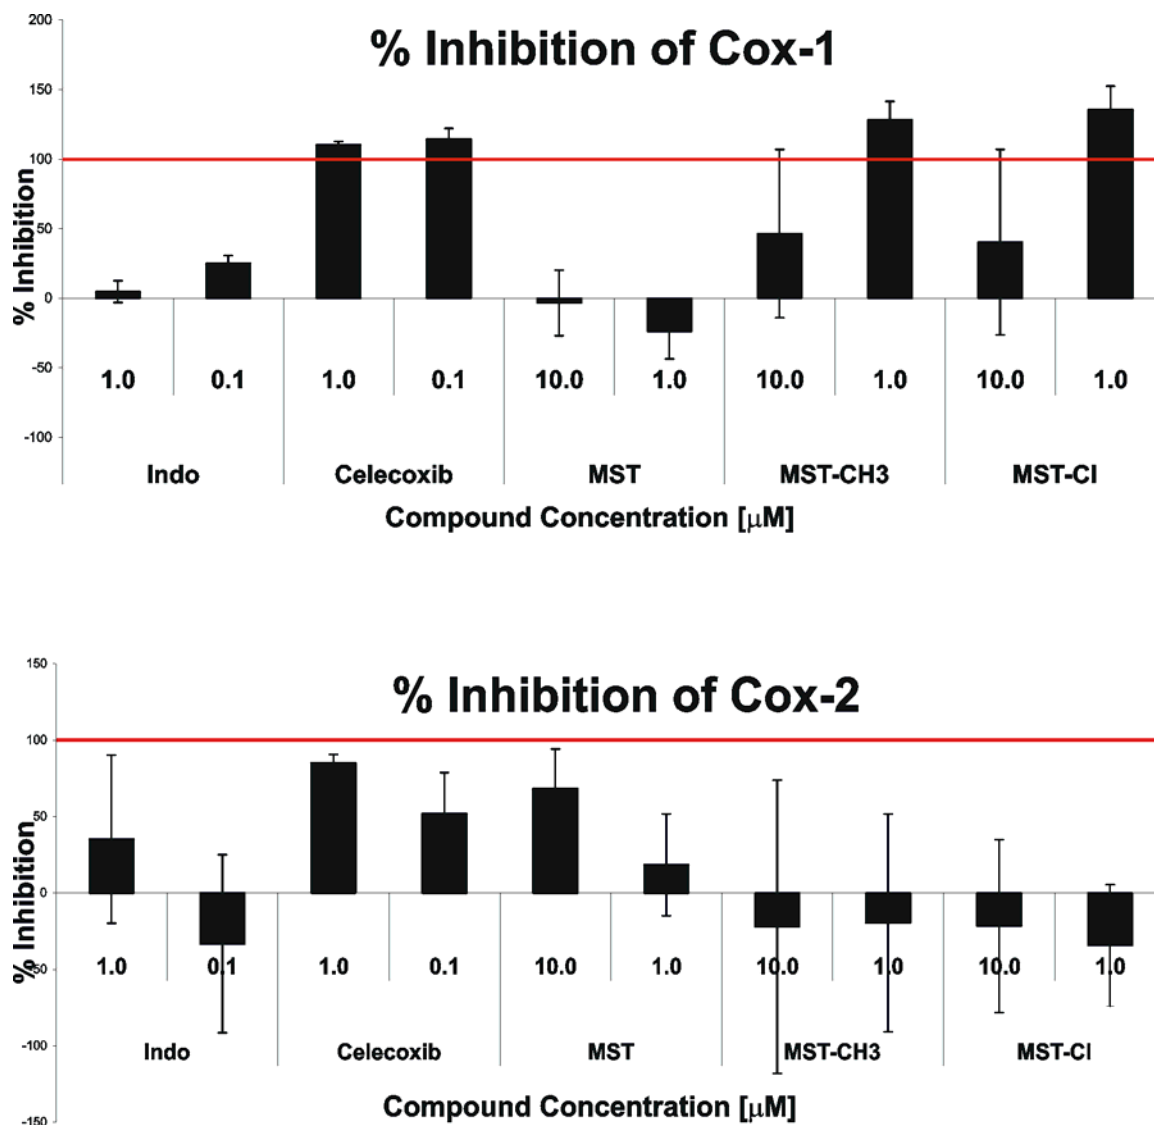 % Inhibition of Cox-1
% Inhibition
200
150
100
50
0
-50
-100
1.0 0.1 1.0 0.1 10.0 1.0 10.0 1.0 10.0 1.0
Indo Celecoxib MST MST-CH3 MST-Cl
Compound Concentration [μM]
% Inhibition of Cox-2
% Inhibition
150
100
50
0
-50
-100
-150
1.0 0.1 1.0 0.1 10.0 1.0 10.0 1.0 10.0 1.0
Indo Celecoxib MST MST-CH3 MST-Cl
Compound Concentration [μM]